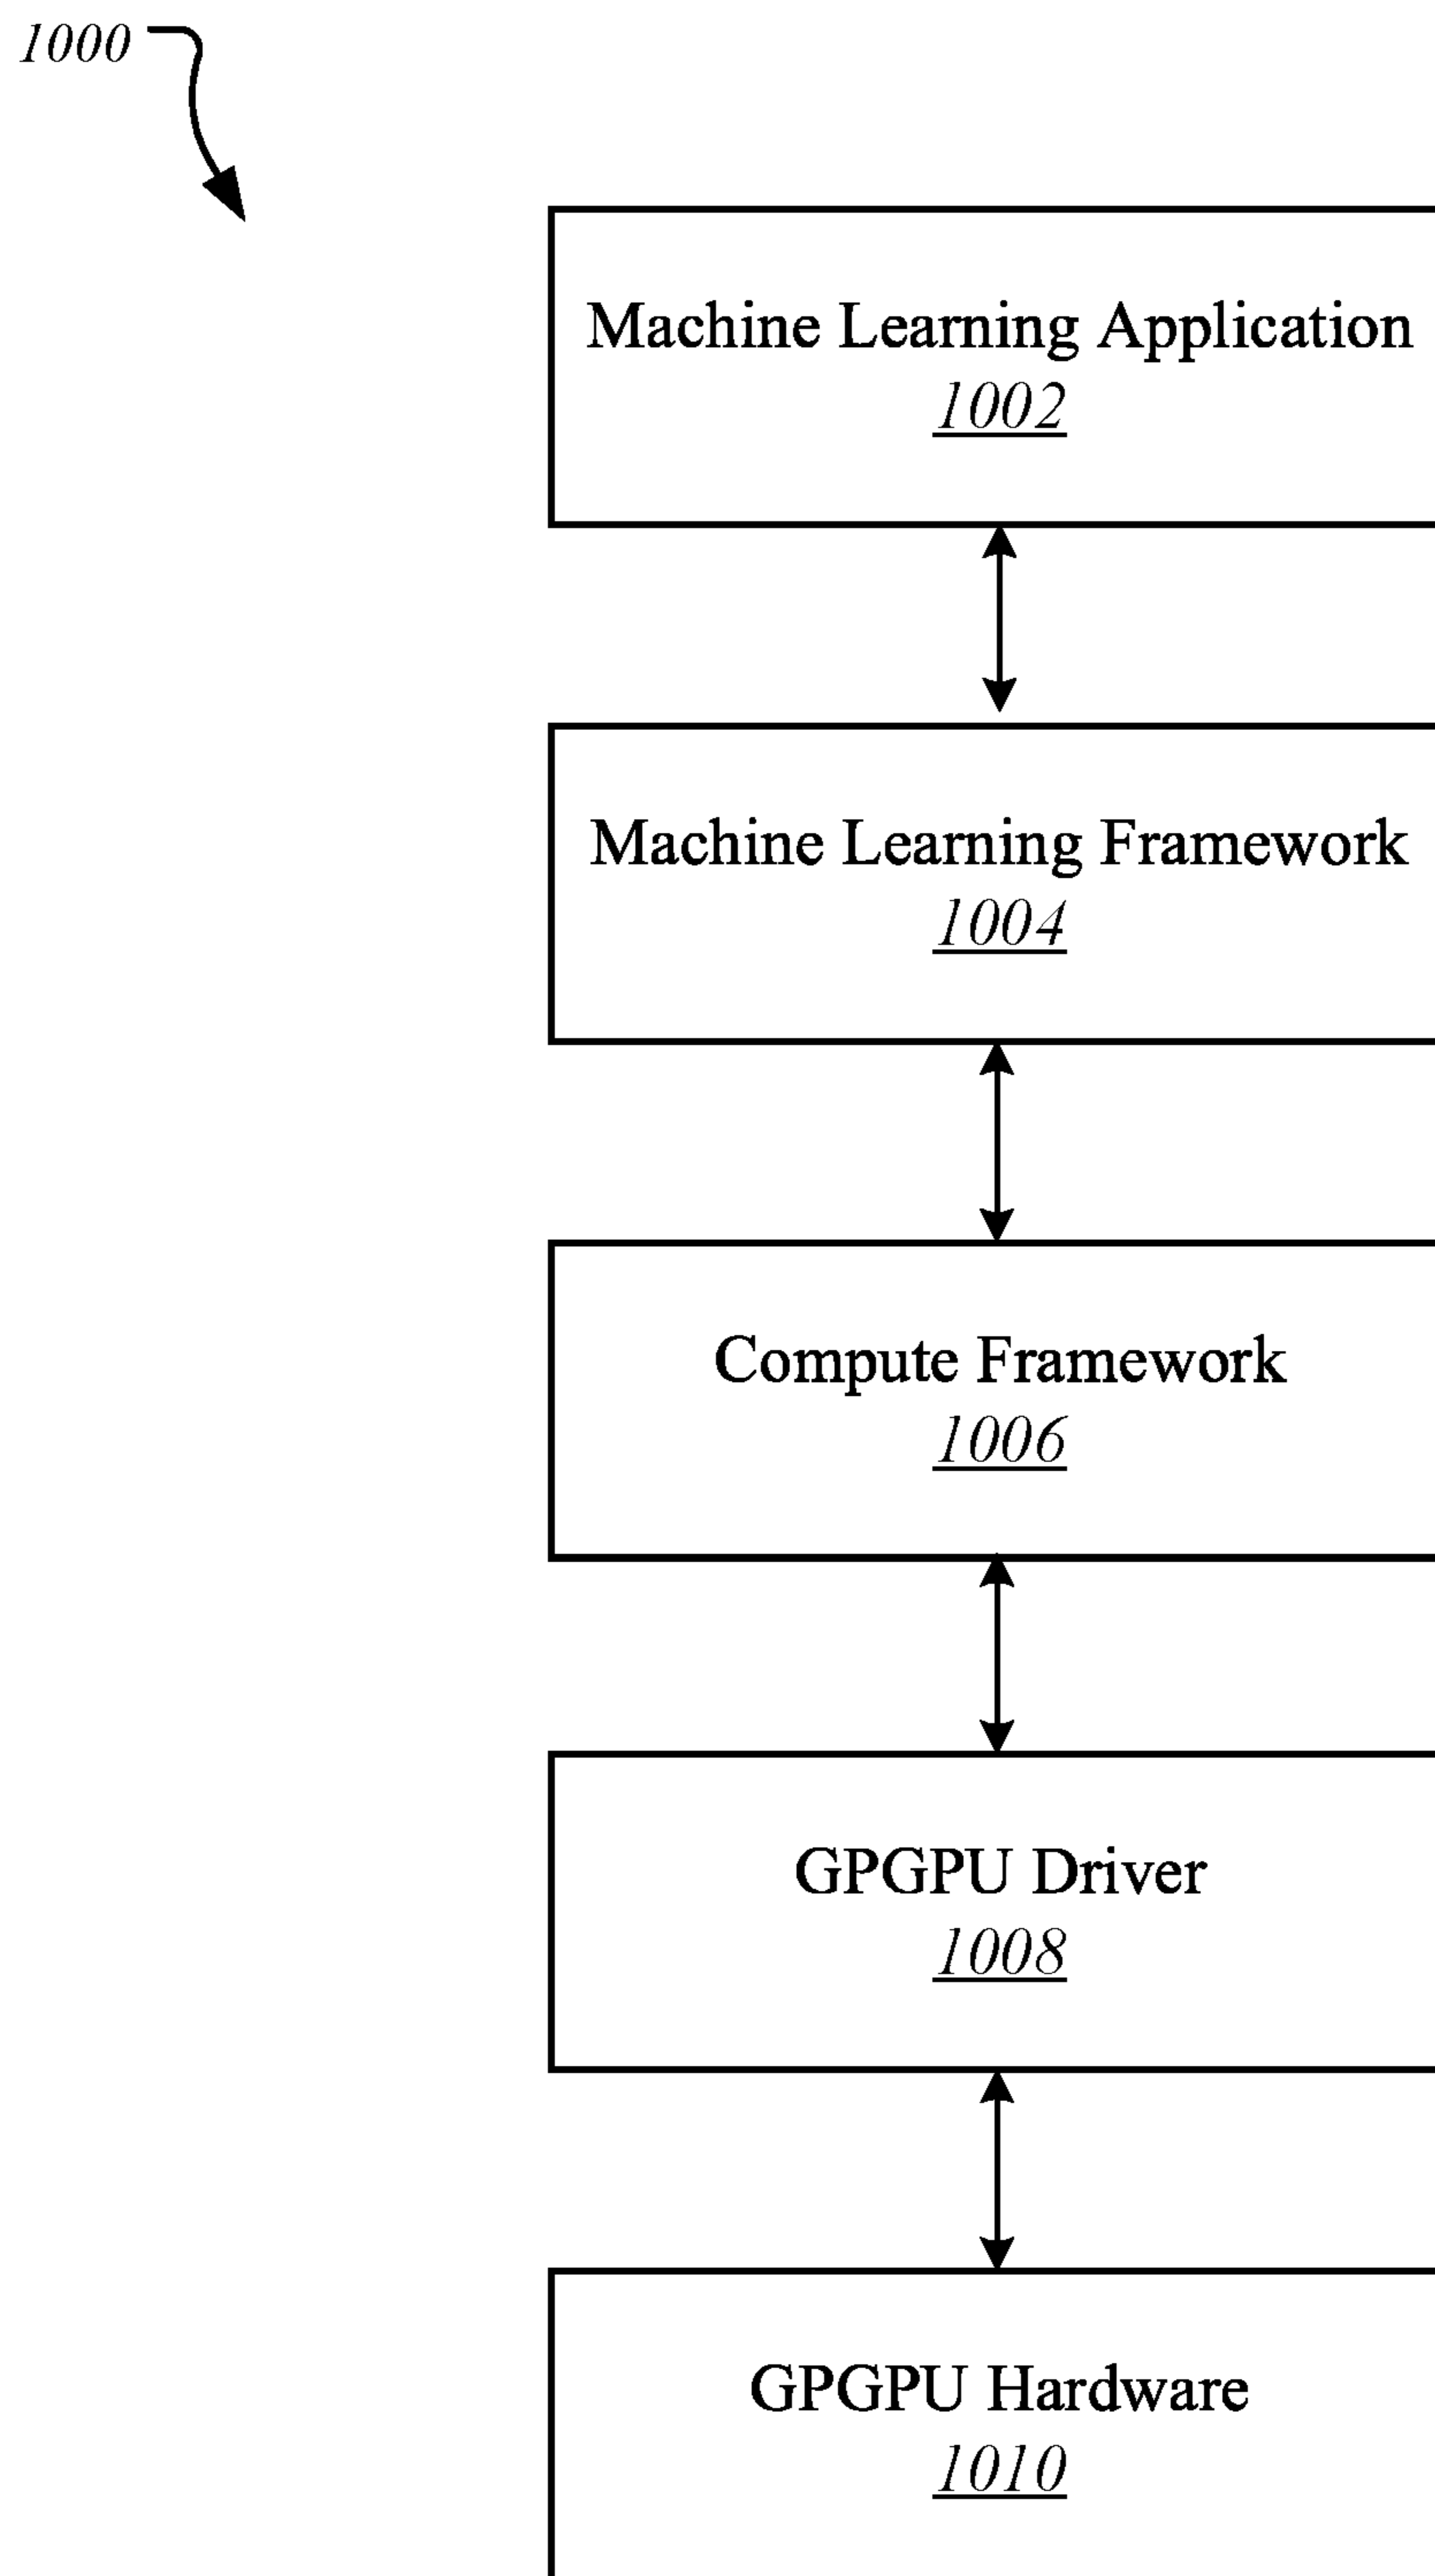 1000
Machine Learning Application
1002
Machine Learning Framework
1004
Compute Framework
1006
GPGPU Driver
1008
GPGPU Hardware
1010